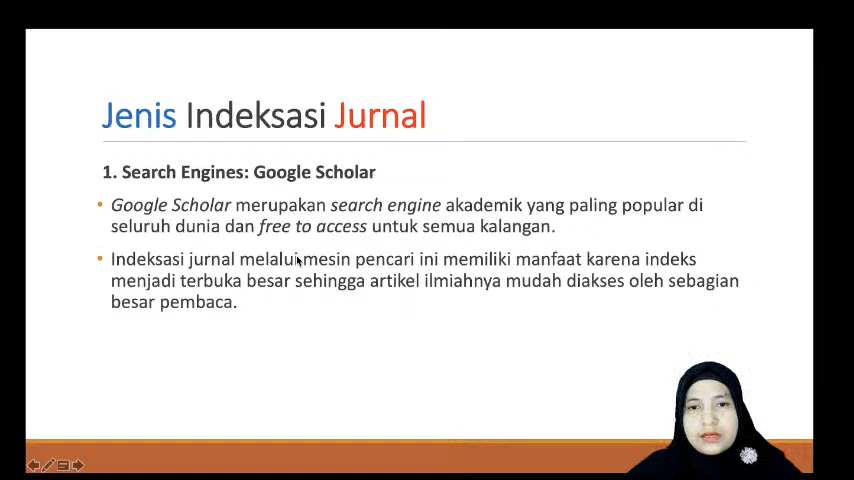 Jenis Indeksasi Jurnal
1. Search Engines: Google Scholar
• Google Scholar merupakan search engine akademik yang paling popular di
seluruh dunia dan free to access untuk semua kalangan.
• Indeksasi jurnal melalui mesin pencari ini memiliki manfaat karena indeks
menjadi terbuka besar sehingga artikel ilmiahnya mudah diakses oleh sebagian
besar pembaca.